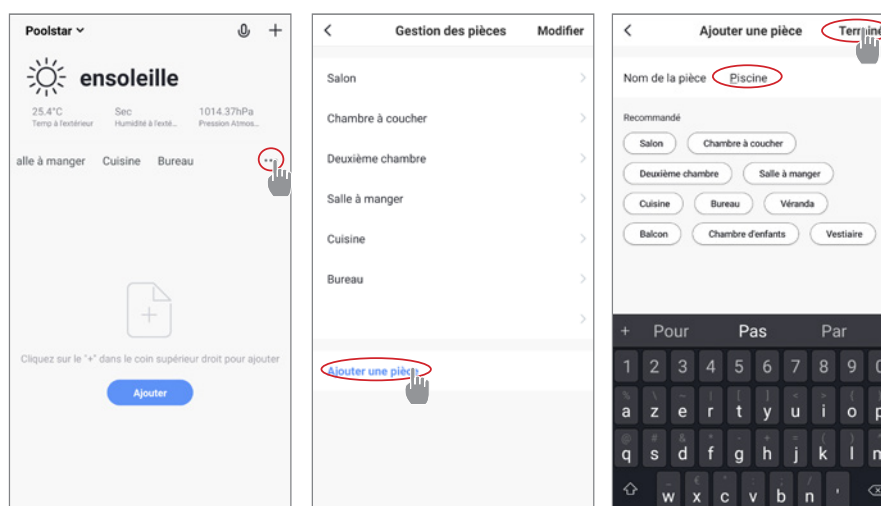 Poolstar
ensoleille
25.4°C Sec 1014.37hPa
Temp à l'extérieur Humidité à l'exté... Pression Atmos...
alle à manger Cuisine Bureau ...
Cliquez sur le "+" dans le coin supérieur droit pour ajouter
Ajouter
Gestion des pièces Modifier
Salon
Chambre à coucher
Deuxième chambre
Salle à manger
Cuisine
Bureau
Ajouter une pièce
Ajouter une pièce Terminé
Nom de la pièce Piscine
Recommandé
Salon Chambre à coucher
Deuxième chambre Salle à manger
Cuisine Bureau Véranda
Balcon Chambre d'enfants Vestiaire
+ Pour Pas Par
1 2 3 4 5 6 7 8 9 0
a z e r t y u i o p
q s d f g h j k l m
w x c v b n '